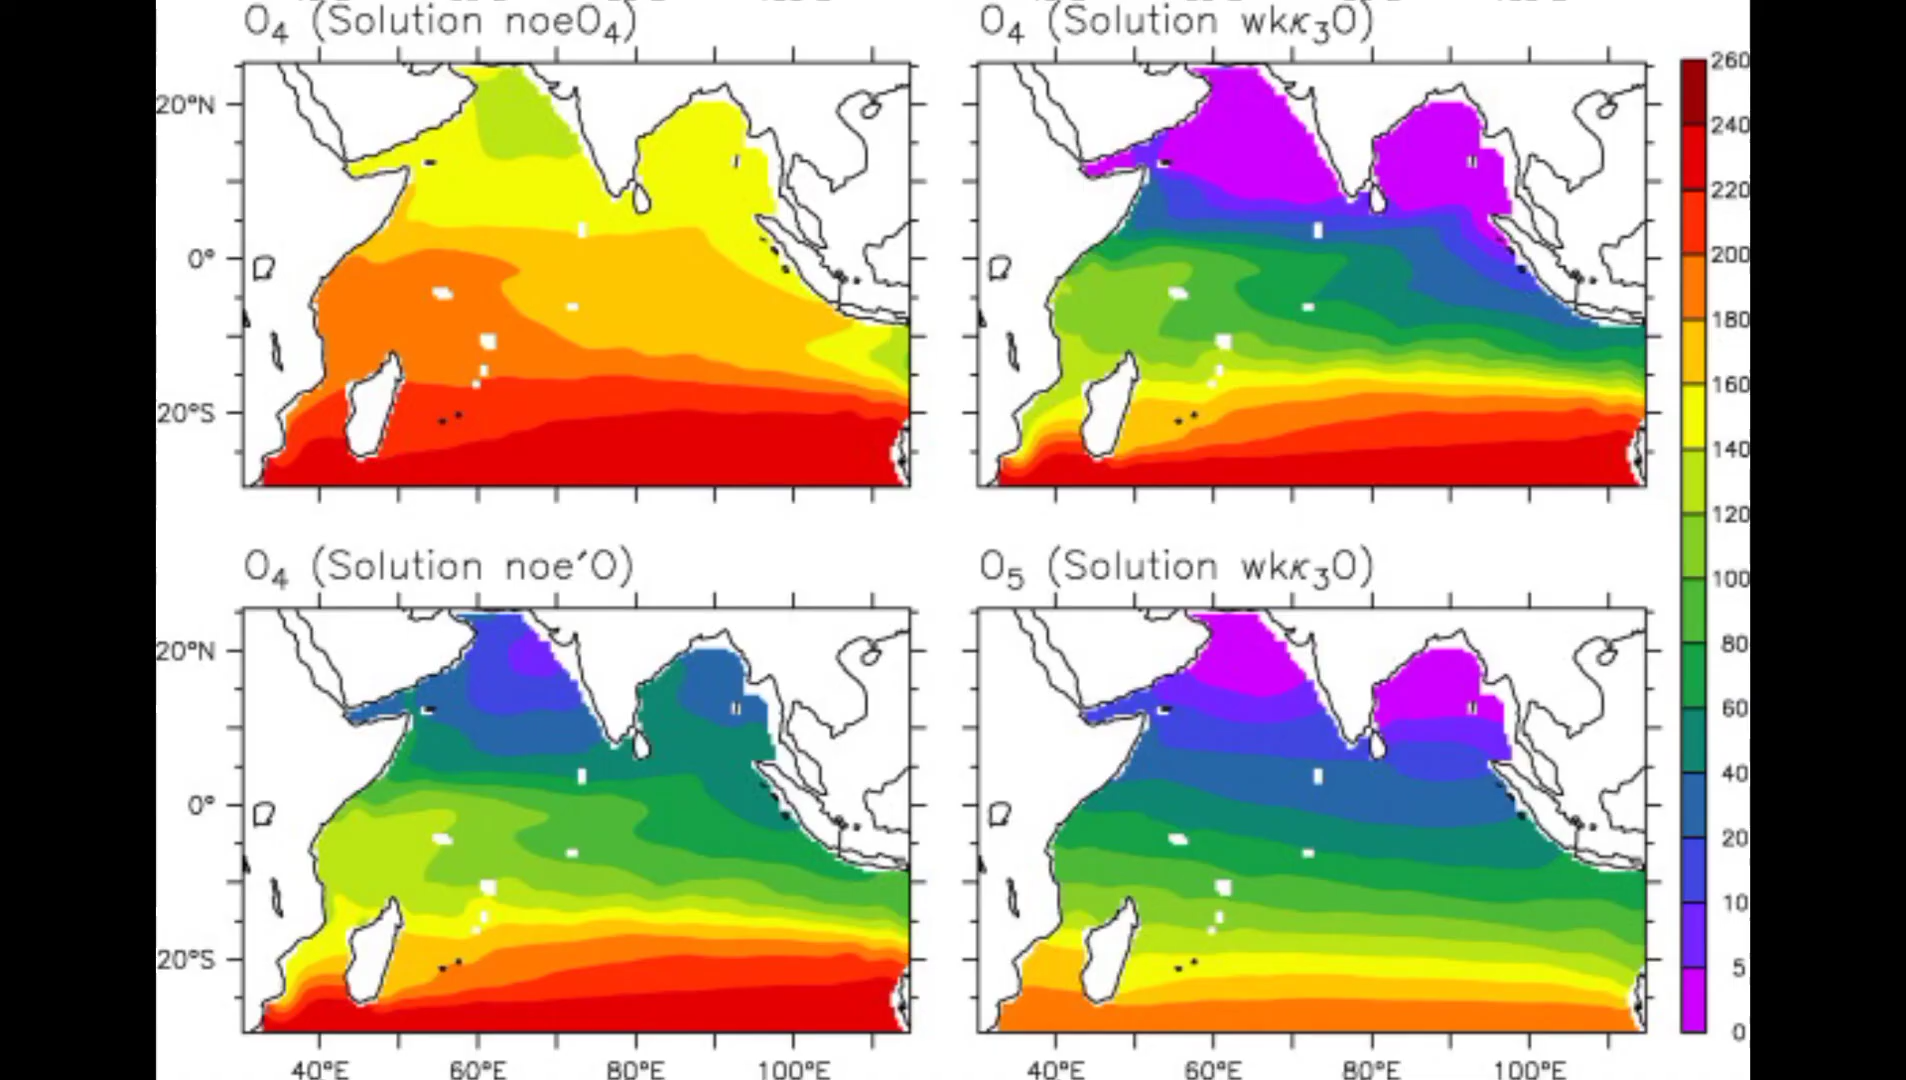 O₄ (Solution noeO₄)
O₄ (Solution wkκ₃O)
20°N
0°
20°S
260
240
220
200
180
160
140
120
100
80
60
40
20
10
5
0
O₄ (Solution noe′O)
O₅ (Solution wkκ₃O)
20°N
0°
20°S
40°E 60°E 80°E 100°E
40°E 60°E 80°E 100°E